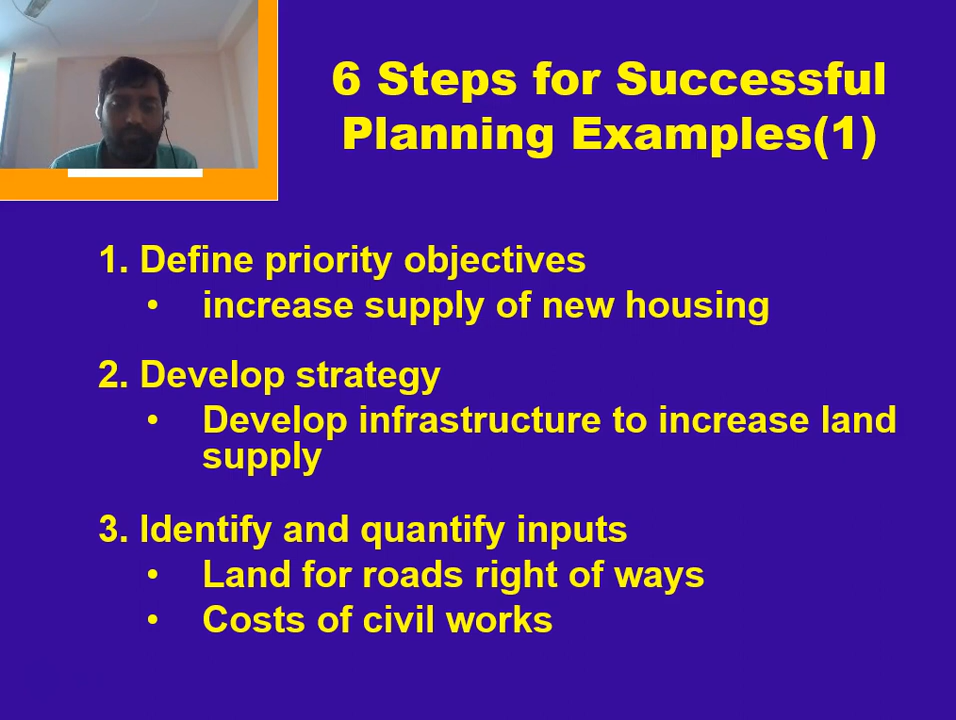 6 Steps for Successful
Planning Examples(1)
1. Define priority objectives
• increase supply of new housing
2. Develop strategy
• Develop infrastructure to increase land
supply
3. Identify and quantify inputs
• Land for roads right of ways
• Costs of civil works